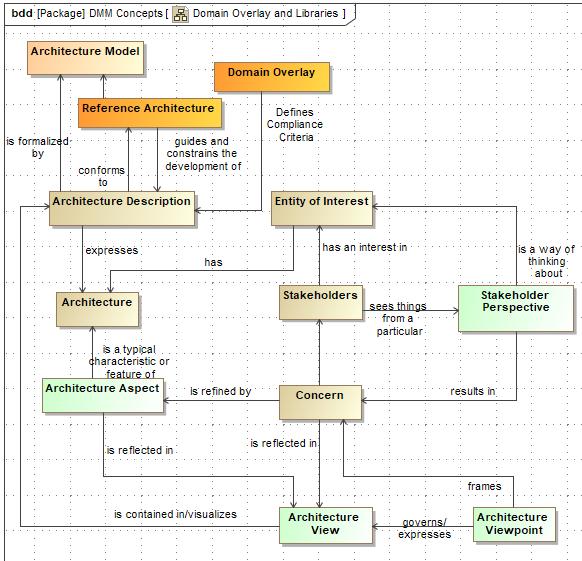 bdd [Package] DMM Concepts [ Domain Overlay and Libraries ]
Architecture Model
Domain Overlay
Reference Architecture
is formalized
by
guides and
constrains the
development of
Defines
Compliance
Criteria
conforms
to
Architecture Description
Entity of Interest
expresses
has
has an interest in
is a way of
thinking
about
Architecture
Stakeholders
sees things
from a
particular
Stakeholder
Perspective
is a typical
characteristic or
feature of
Architecture Aspect
is refined by
Concern
results in
is reflected in
is reflected in
frames
is contained in/visualizes
Architecture
View
governs/
expresses
Architecture
Viewpoint